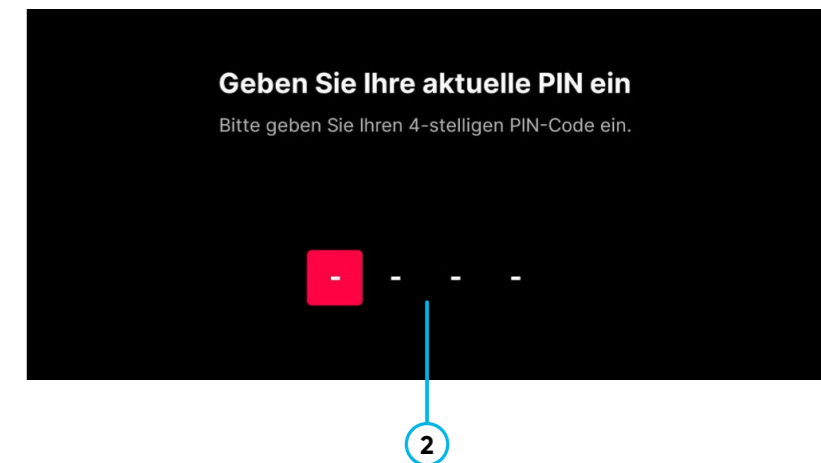 Geben Sie Ihre aktuelle PIN ein
Bitte geben Sie Ihren 4-stelligen PIN-Code ein.
- - - -
2